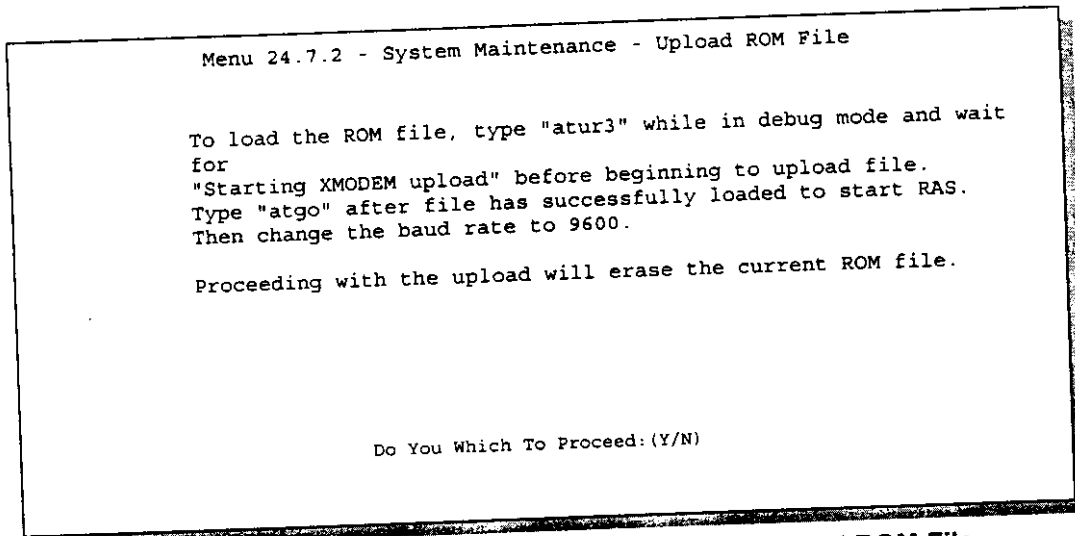 Menu 24.7.2 - System Maintenance - Upload ROM File
To load the ROM file, type "atur3" while in debug mode and wait
for
"Starting XMODEM upload" before beginning to upload file.
Type "atgo" after file has successfully loaded to start RAS.
Then change the baud rate to 9600.
Proceeding with the upload will erase the current ROM file.
Do You Which To Proceed:(Y/N)
ROM File